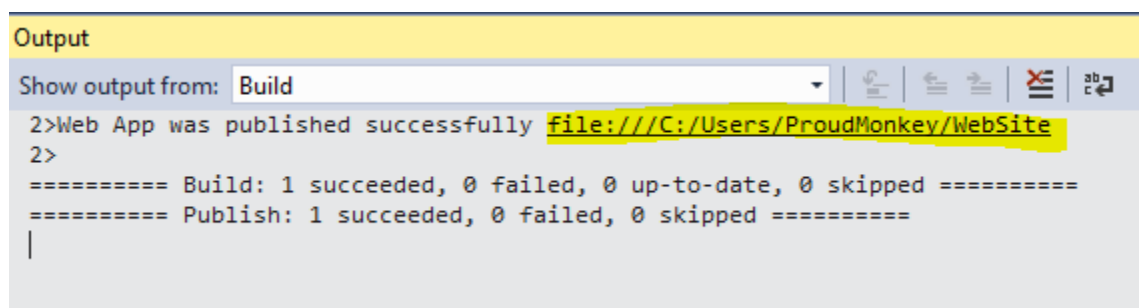 Output
Show output from: Build
2>Web App was published successfully file:///C:/Users/ProudMonkey/WebSite
2>
========== Build: 1 succeeded, 0 failed, 0 up-to-date, 0 skipped ==========
========== Publish: 1 succeeded, 0 failed, 0 skipped ==========